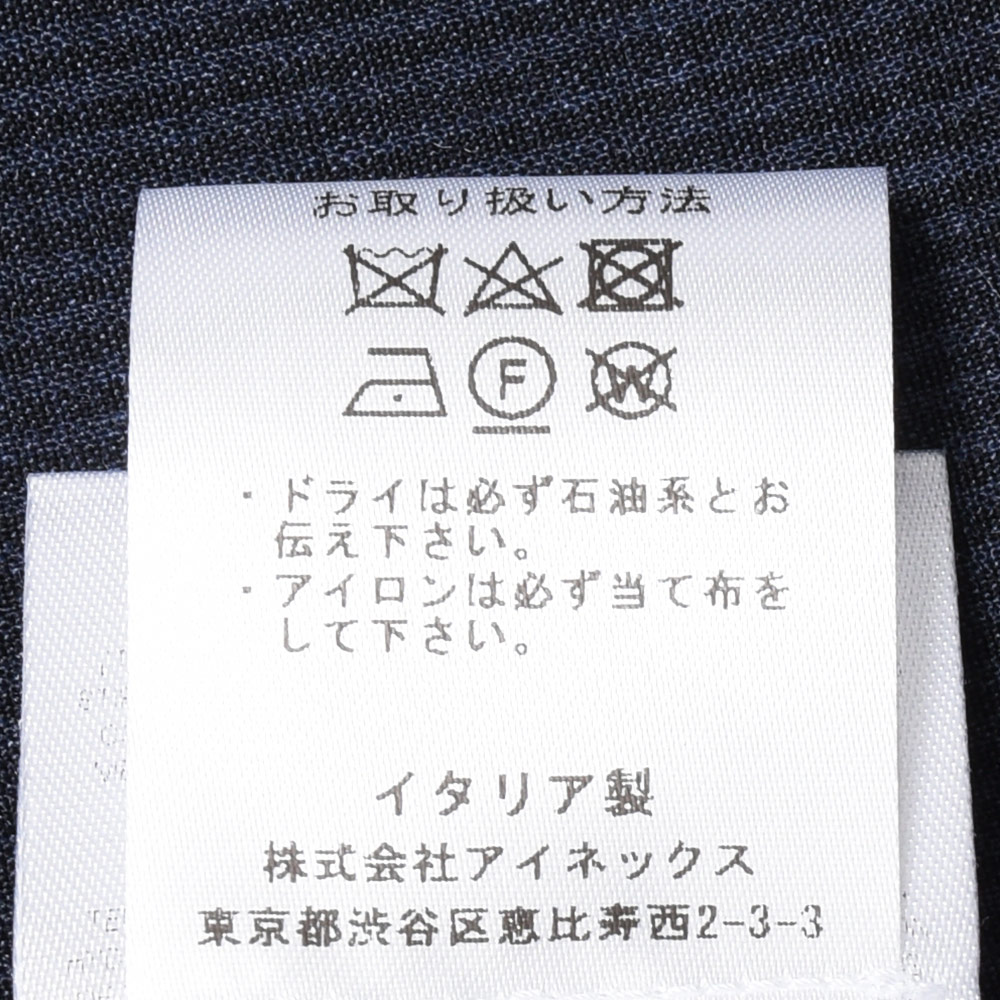 お取り扱い方法
F
W
・ドライは必ず石油系とお
伝え下さい。
・アイロンは必ず当て布を
して下さい。
イタリア製
株式会社アイネックス
東京都渋谷区恵比寿西2-3-3